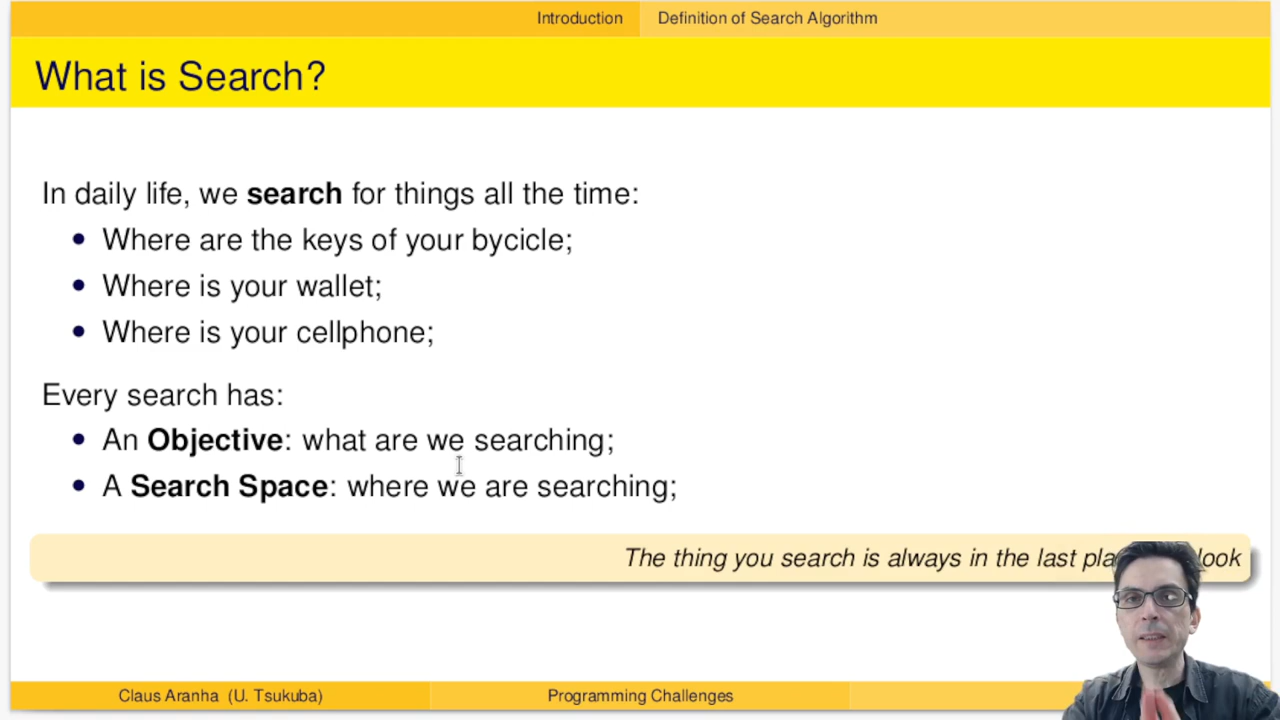 Introduction
Definition of Search Algorithm
What is Search?
In daily life, we search for things all the time:
• Where are the keys of your bycicle;
• Where is your wallet;
• Where is your cellphone;
Every search has:
• An Objective: what are we searching;
• A Search Space: where we are searching;
The thing you search is always in the last look
Claus Aranha (U. Tsukuba)
Programming Challenges